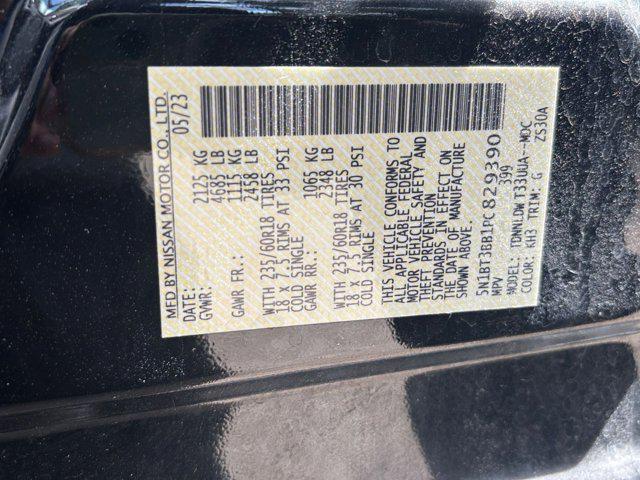 MFD.BY NISSAN MOTOR CO., LTD.
DATE: 05/23
GVWR: 2125 KG
4685 LB
GAWR FR.: 1115 KG
2458 LB
WITH 235/60R18 TIRES
18 X 7.5 RIMS AT 33 PSI
COLD SINGLE
GAWR RR.: 1065 KG
2348 LB
WITH 235/60R18 TIRES
18 X 7.5 RIMS AT 30 PSI
COLD SINGLE
THIS VEHICLE CONFORMS TO
ALL APPLICABLE FEDERAL
MOTOR VEHICLE SAFETY AND
THEFT PREVENTION
STANDARDS IN EFFECT ON
THE DATE OF MANUFACTURE
SHOWN ABOVE.
5N1BT3BB1PC829390
MPV 399
MODEL: TDNNLDW T33UUA--MDC
COLOR: KH3 TRIM: G
ZS30A